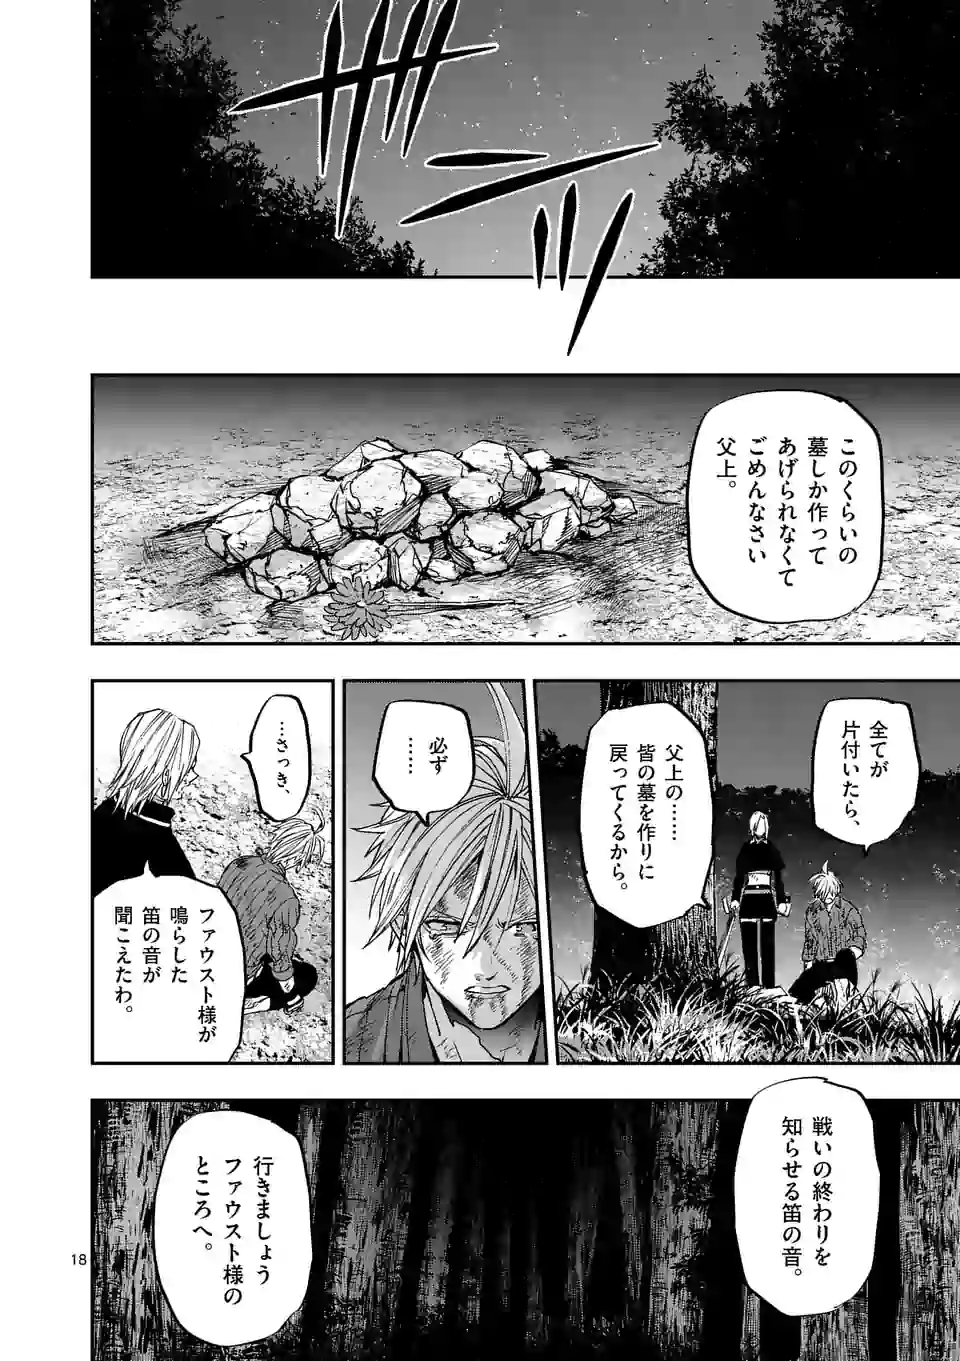 このくらいの
墓しか作って
あげられなくて
ごめんなさい
父上。
全てが
片付いたら、
父上の……
皆の墓を作りに
戻ってくるから。
必ず
……
…さっき、
ファウスト様が
鳴らした
笛の音が
聞こえたわ。
戦いの終わりを
知らせる笛の音。
行きましょう
ファウスト様の
ところへ。
18